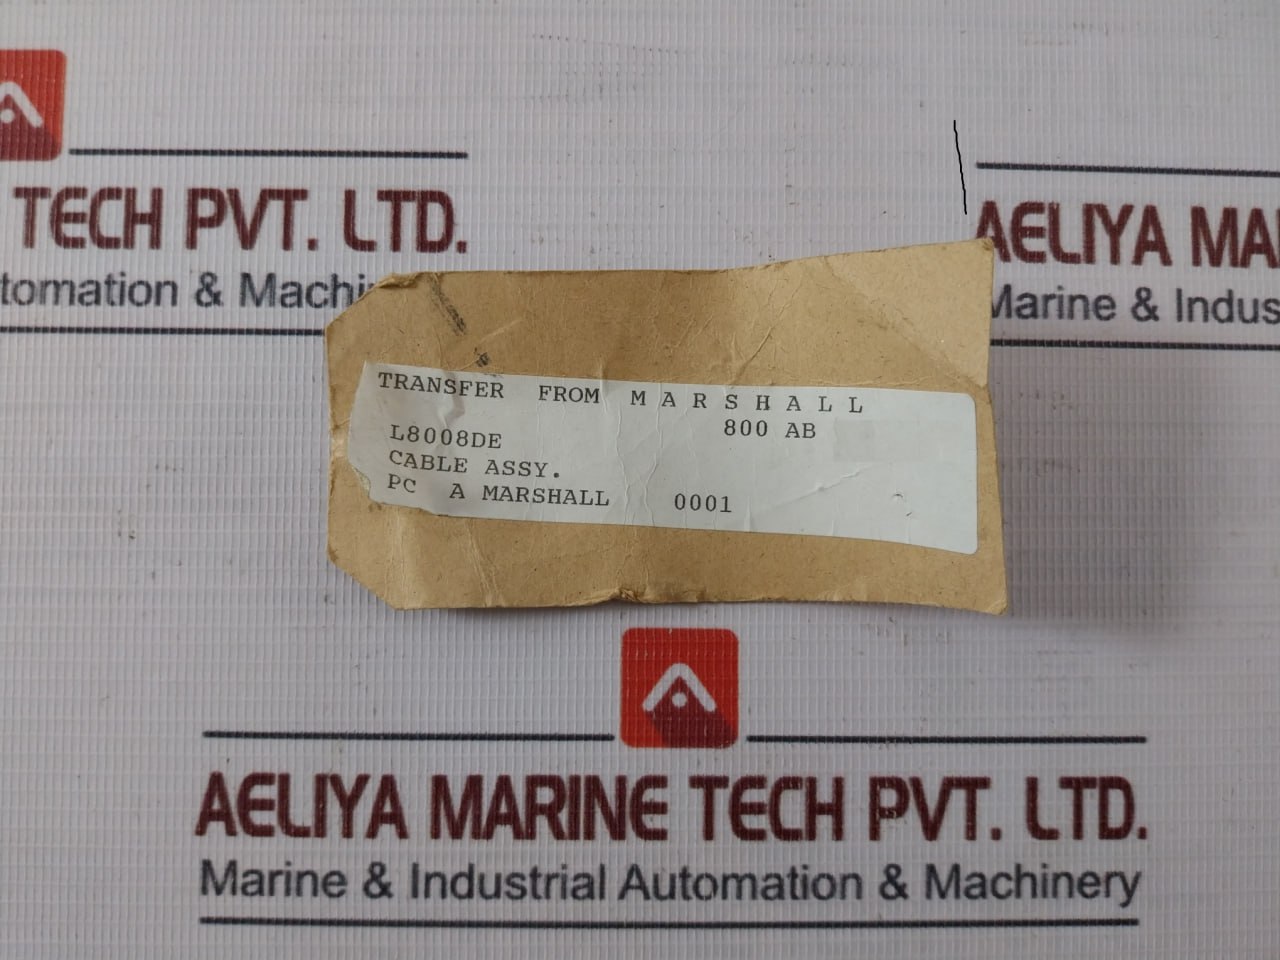 TECH PVT. LTD.
tomation & Machi
AELIYA MA
Marine & Indus
TRANSFER FROM M A R S H A L L
L8008DE 800 AB
CABLE ASSY.
PC A MARSHALL 0001
AELIYA MARINE TECH PVT. LTD.
Marine & Industrial Automation & Machinery